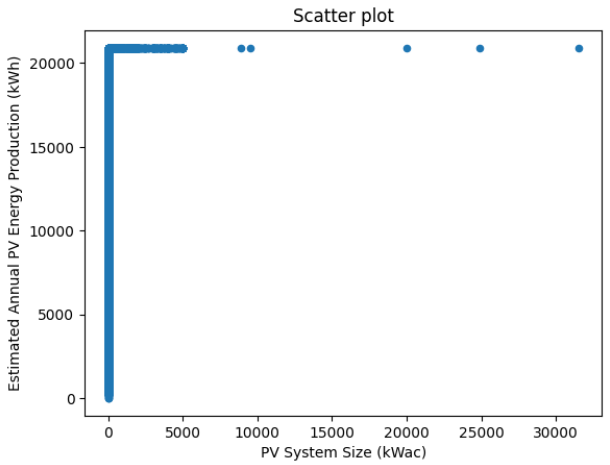 Scatter plot
Estimated Annual PV Energy Production (kWh)
20000
15000
10000
5000
0
0 5000 10000 15000 20000 25000 30000
PV System Size (kWac)